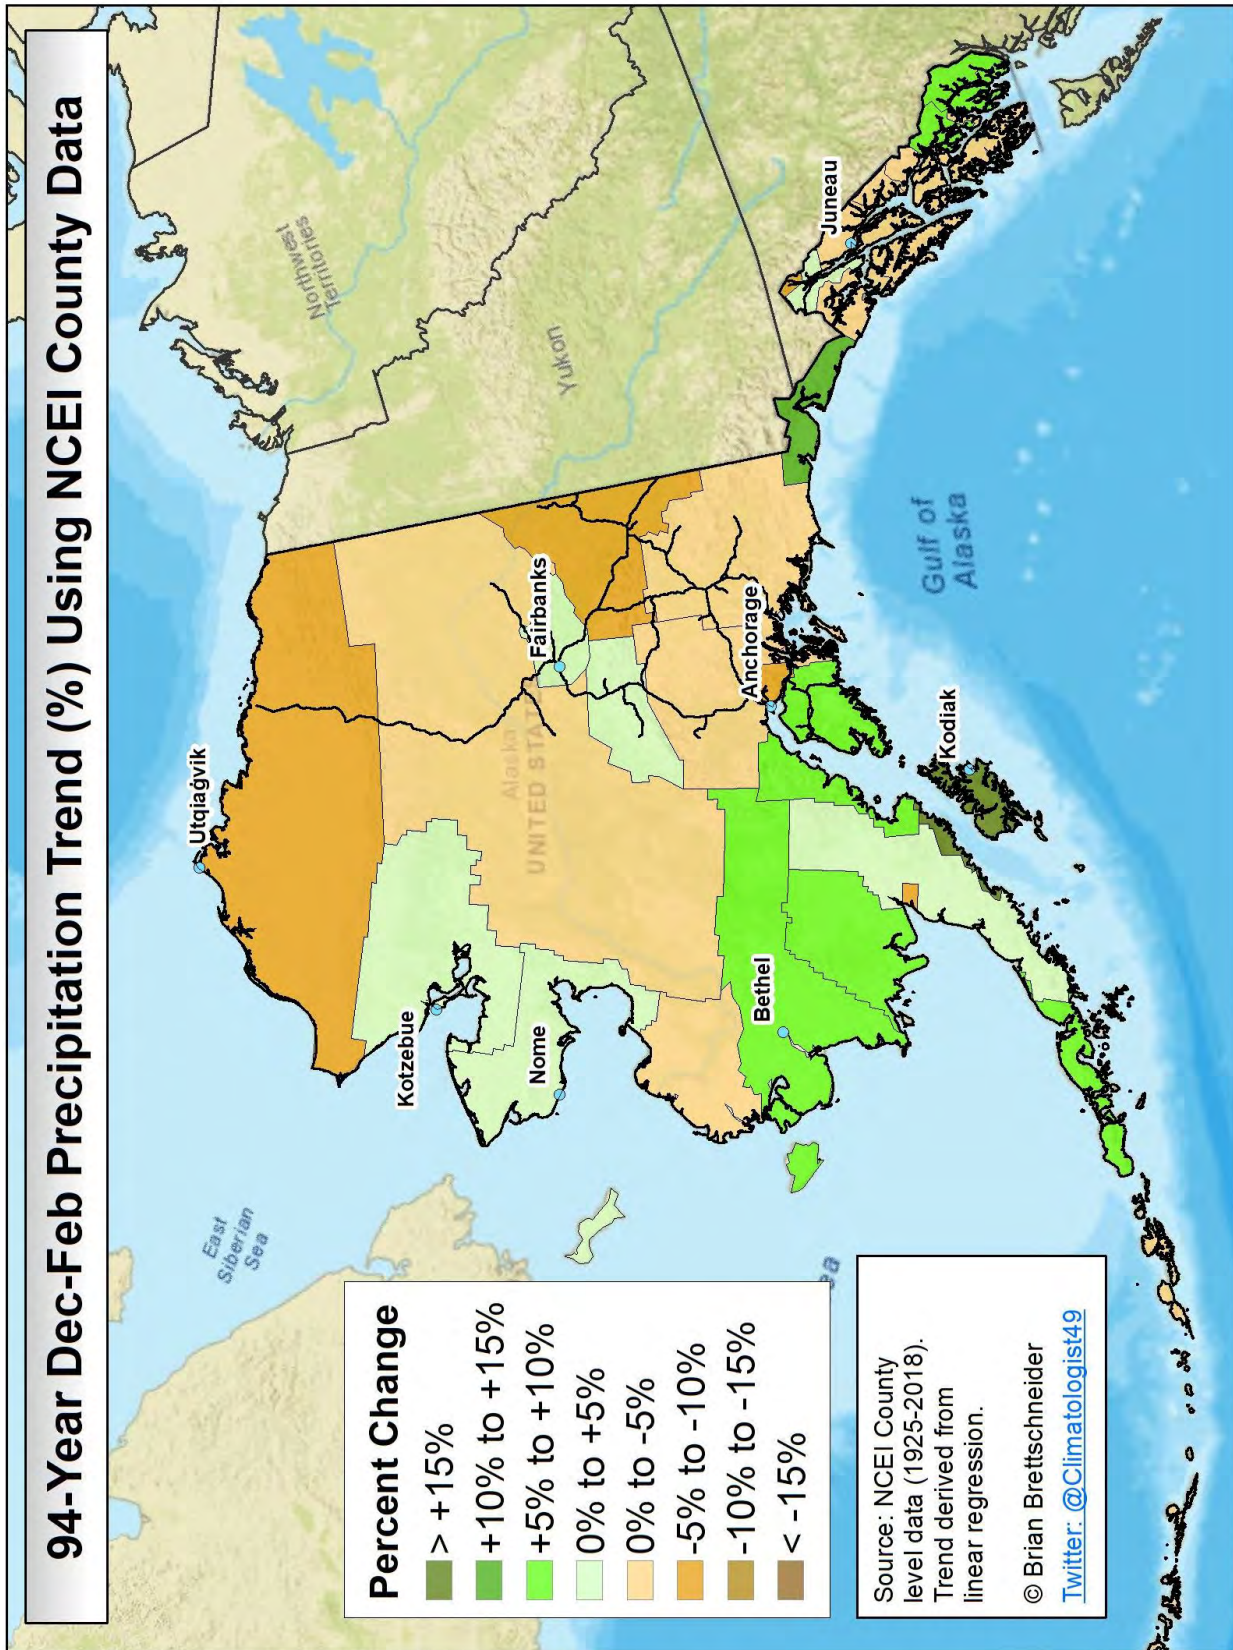 94-Year Dec-Feb Precipitation Trend (%) Using NCEI County Data
East
Siberian
Sea
Utqiaġvik
Northwest
Territories
Kotzebue
Nome
Alaska
UNITED STAT
Fairbanks
Yukon
Bethel
Anchorage
Juneau
Kodiak
Gulf of
Alaska
ea
Percent Change
> +15%
+10% to +15%
+5% to +10%
0% to +5%
0% to -5%
-5% to -10%
-10% to -15%
< -15%
Source: NCEI County
level data (1925-2018).
Trend derived from
linear regression.
© Brian Brettschneider
Twitter: @Climatologist49